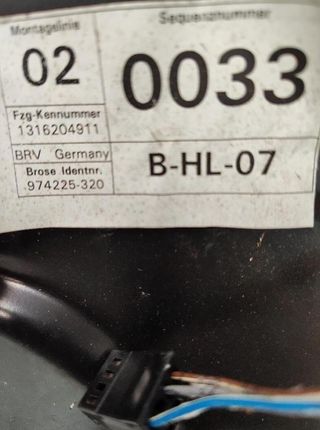 Montagelinie
02
Sequenznummer
0033
Fzg-Kennummer
1316204911
BRV Germany
Brose Identnr.
974225-320
B-HL-07